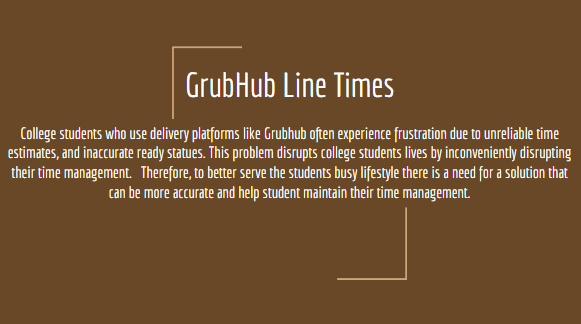 GrubHub Line Times
College students who use delivery platforms like Grubhub often experience frustration due to unreliable time
estimates, and inaccurate ready statues. This problem disrupts college students lives by inconveniently disrupting
their time management. Therefore, to better serve the students busy lifestyle there is a need for a solution that
can be more accurate and help student maintain their time management.